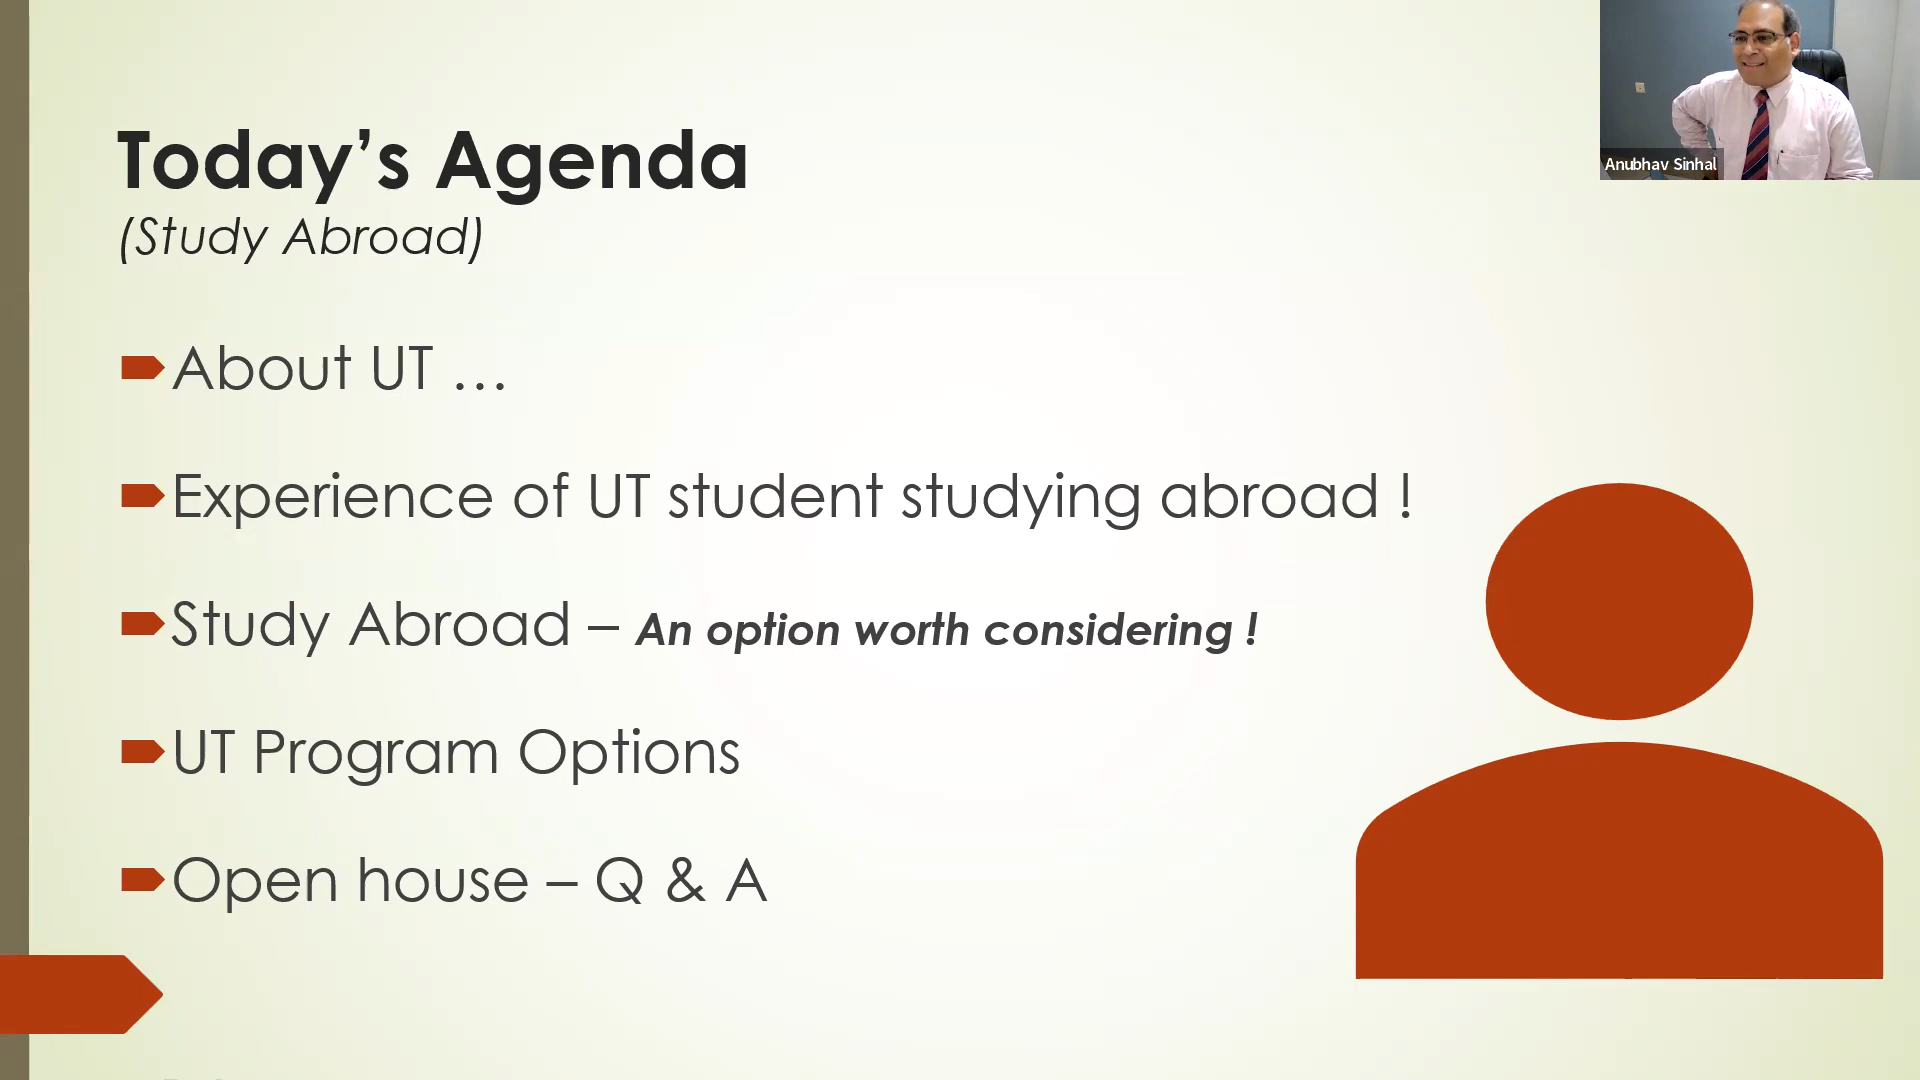 Today's Agenda
(Study Abroad)
About UT …
Experience of UT student studying abroad !
Study Abroad – An option worth considering !
UT Program Options
Open house – Q & A
Anubhav Sinhal